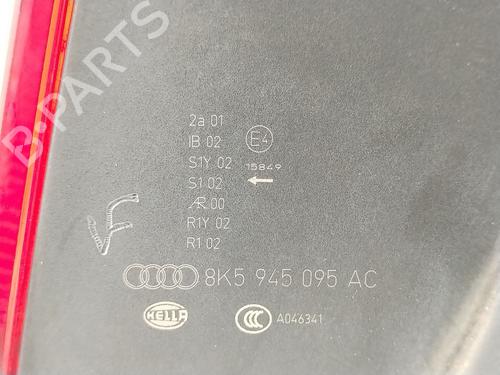 B-PARTS
2a 01
IB 02 E4
S1Y 02 15849
S1 02 ←
AR 00
R1Y 02
R1 02
F
8K5 945 095 AC
HELLA CCC A046341